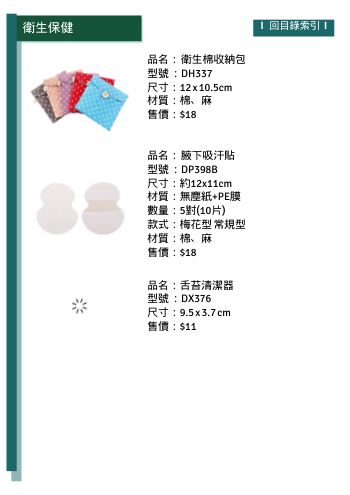 衛生保健
I 回目錄索引 I
品名：衛生棉收納包
型號：DH337
尺寸：12x10.5cm
材質：棉、麻
售價：$18
品名：腋下吸汗貼
型號：DP398B
尺寸：約12x11cm
材質：無塵紙+PE膜
數量：5對(10片)
款式：梅花型 常規型
材質：棉、麻
售價：$18
品名：舌苔清潔器
型號：DX376
尺寸：9.5x3.7cm
售價：$11